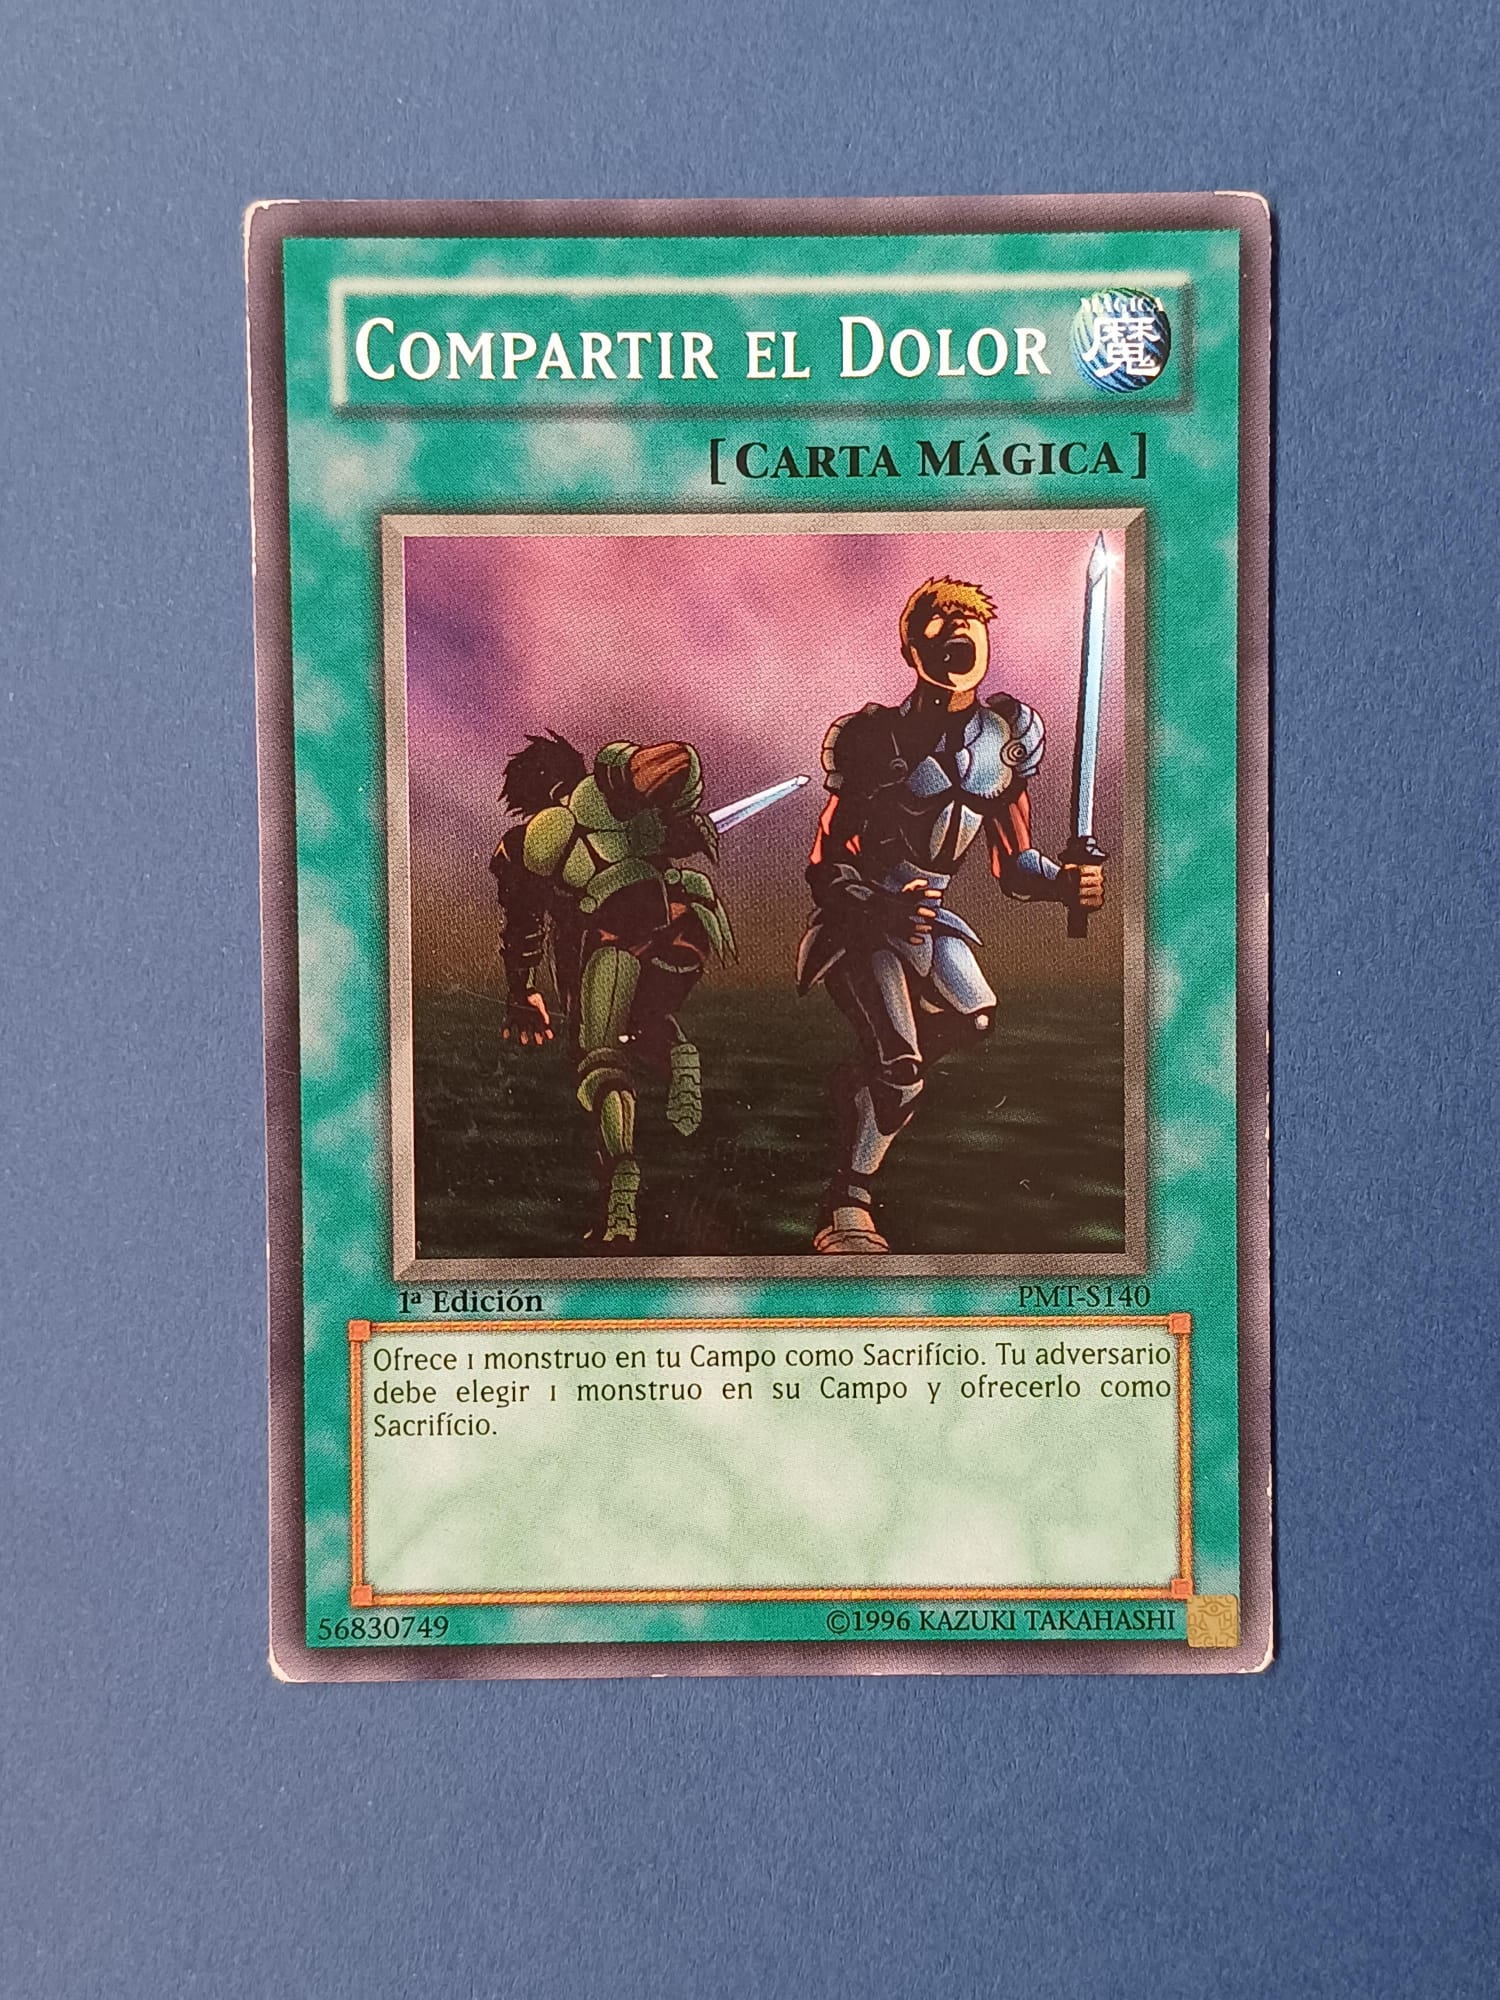 COMPARTIR EL DOLOR
MÁGICA
魔
[CARTA MÁGICA]
1ª Edición
PMT-S140
Ofrece 1 monstruo en tu Campo como Sacrifício. Tu adversario
debe elegir 1 monstruo en su Campo y ofrecerlo como
Sacrifício.
56830749
©1996 KAZUKI TAKAHASHI